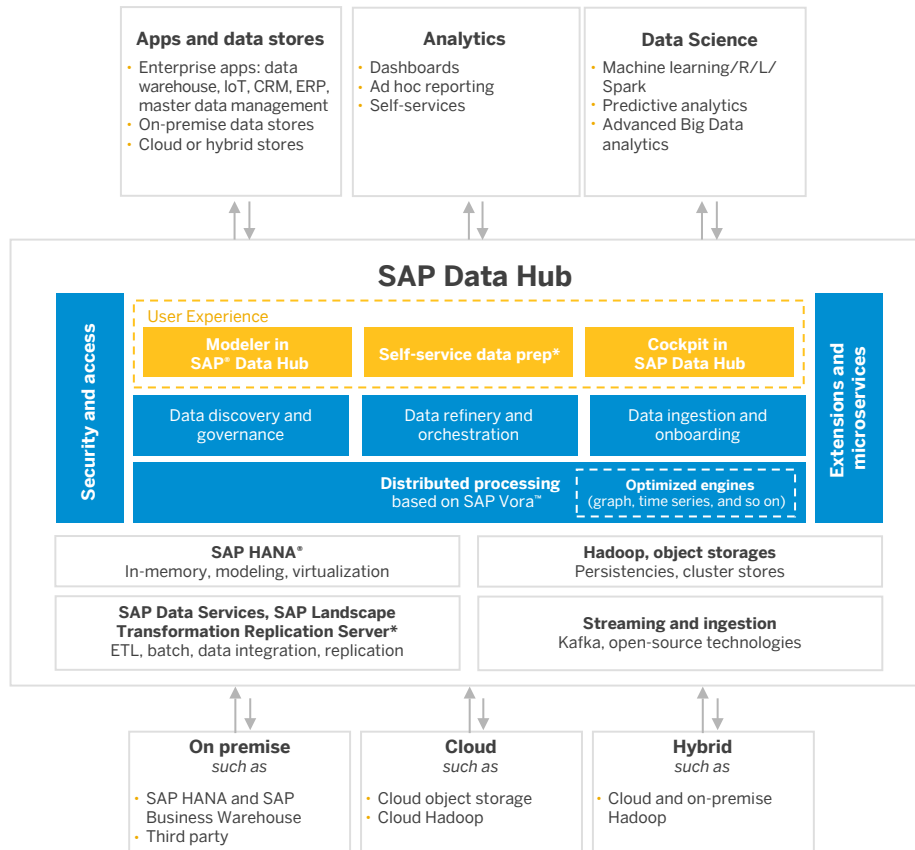 Apps and data stores
• Enterprise apps: data
warehouse, IoT, CRM, ERP,
master data management
• On-premise data stores
• Cloud or hybrid stores
Analytics
• Dashboards
• Ad hoc reporting
• Self-services
Data Science
• Machine learning/R/L/
Spark
• Predictive analytics
• Advanced Big Data
analytics
SAP Data Hub
Security and access
User Experience
Modeler in
SAP® Data Hub
Self-service data prep*
Cockpit in
SAP Data Hub
Data discovery and
governance
Data refinery and
orchestration
Data ingestion and
onboarding
Distributed processing
based on SAP Vora™
Optimized engines
(graph, time series, and so on)
Extensions and
microservices
SAP HANA®
In-memory, modeling, virtualization
Hadoop, object storages
Persistencies, cluster stores
SAP Data Services, SAP Landscape
Transformation Replication Server*
ETL, batch, data integration, replication
Streaming and ingestion
Kafka, open-source technologies
On premise
such as
• SAP HANA and SAP
Business Warehouse
• Third party
Cloud
such as
• Cloud object storage
• Cloud Hadoop
Hybrid
such as
• Cloud and on-premise
Hadoop